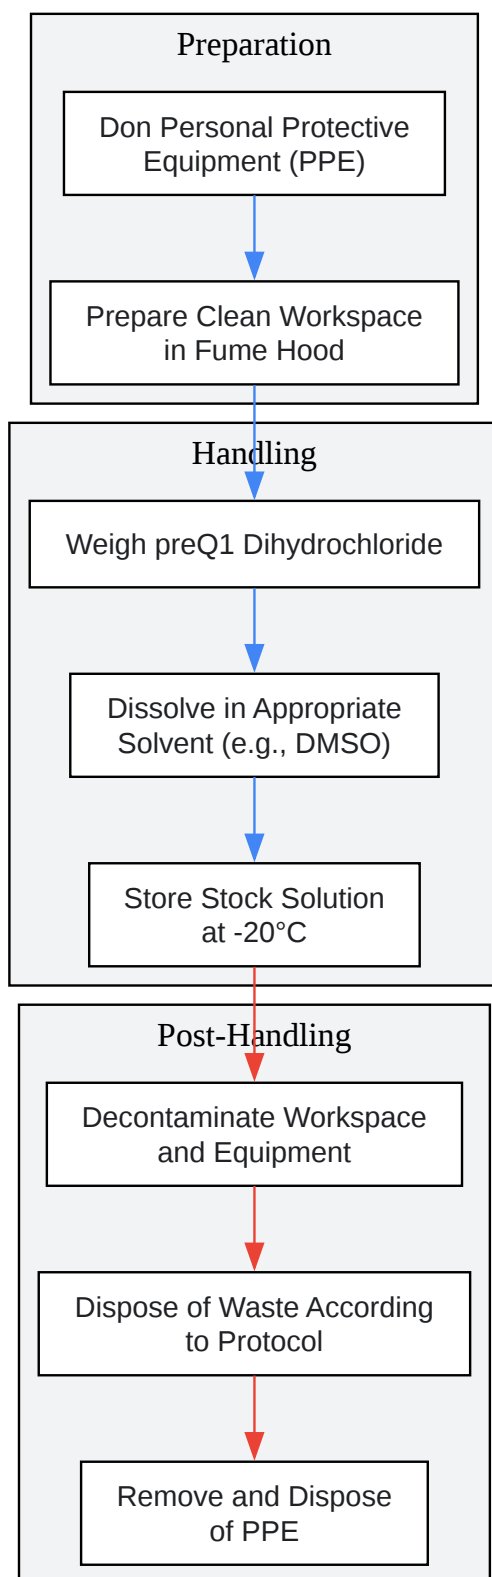 Preparation
Don Personal Protective
Equipment (PPE)
Prepare Clean Workspace
in Fume Hood
Handling
Weigh preQ1 Dihydrochloride
Dissolve in Appropriate
Solvent (e.g., DMSO)
Store Stock Solution
at -20°C
Post-Handling
Decontaminate Workspace
and Equipment
Dispose of Waste According
to Protocol
Remove and Dispose
of PPE